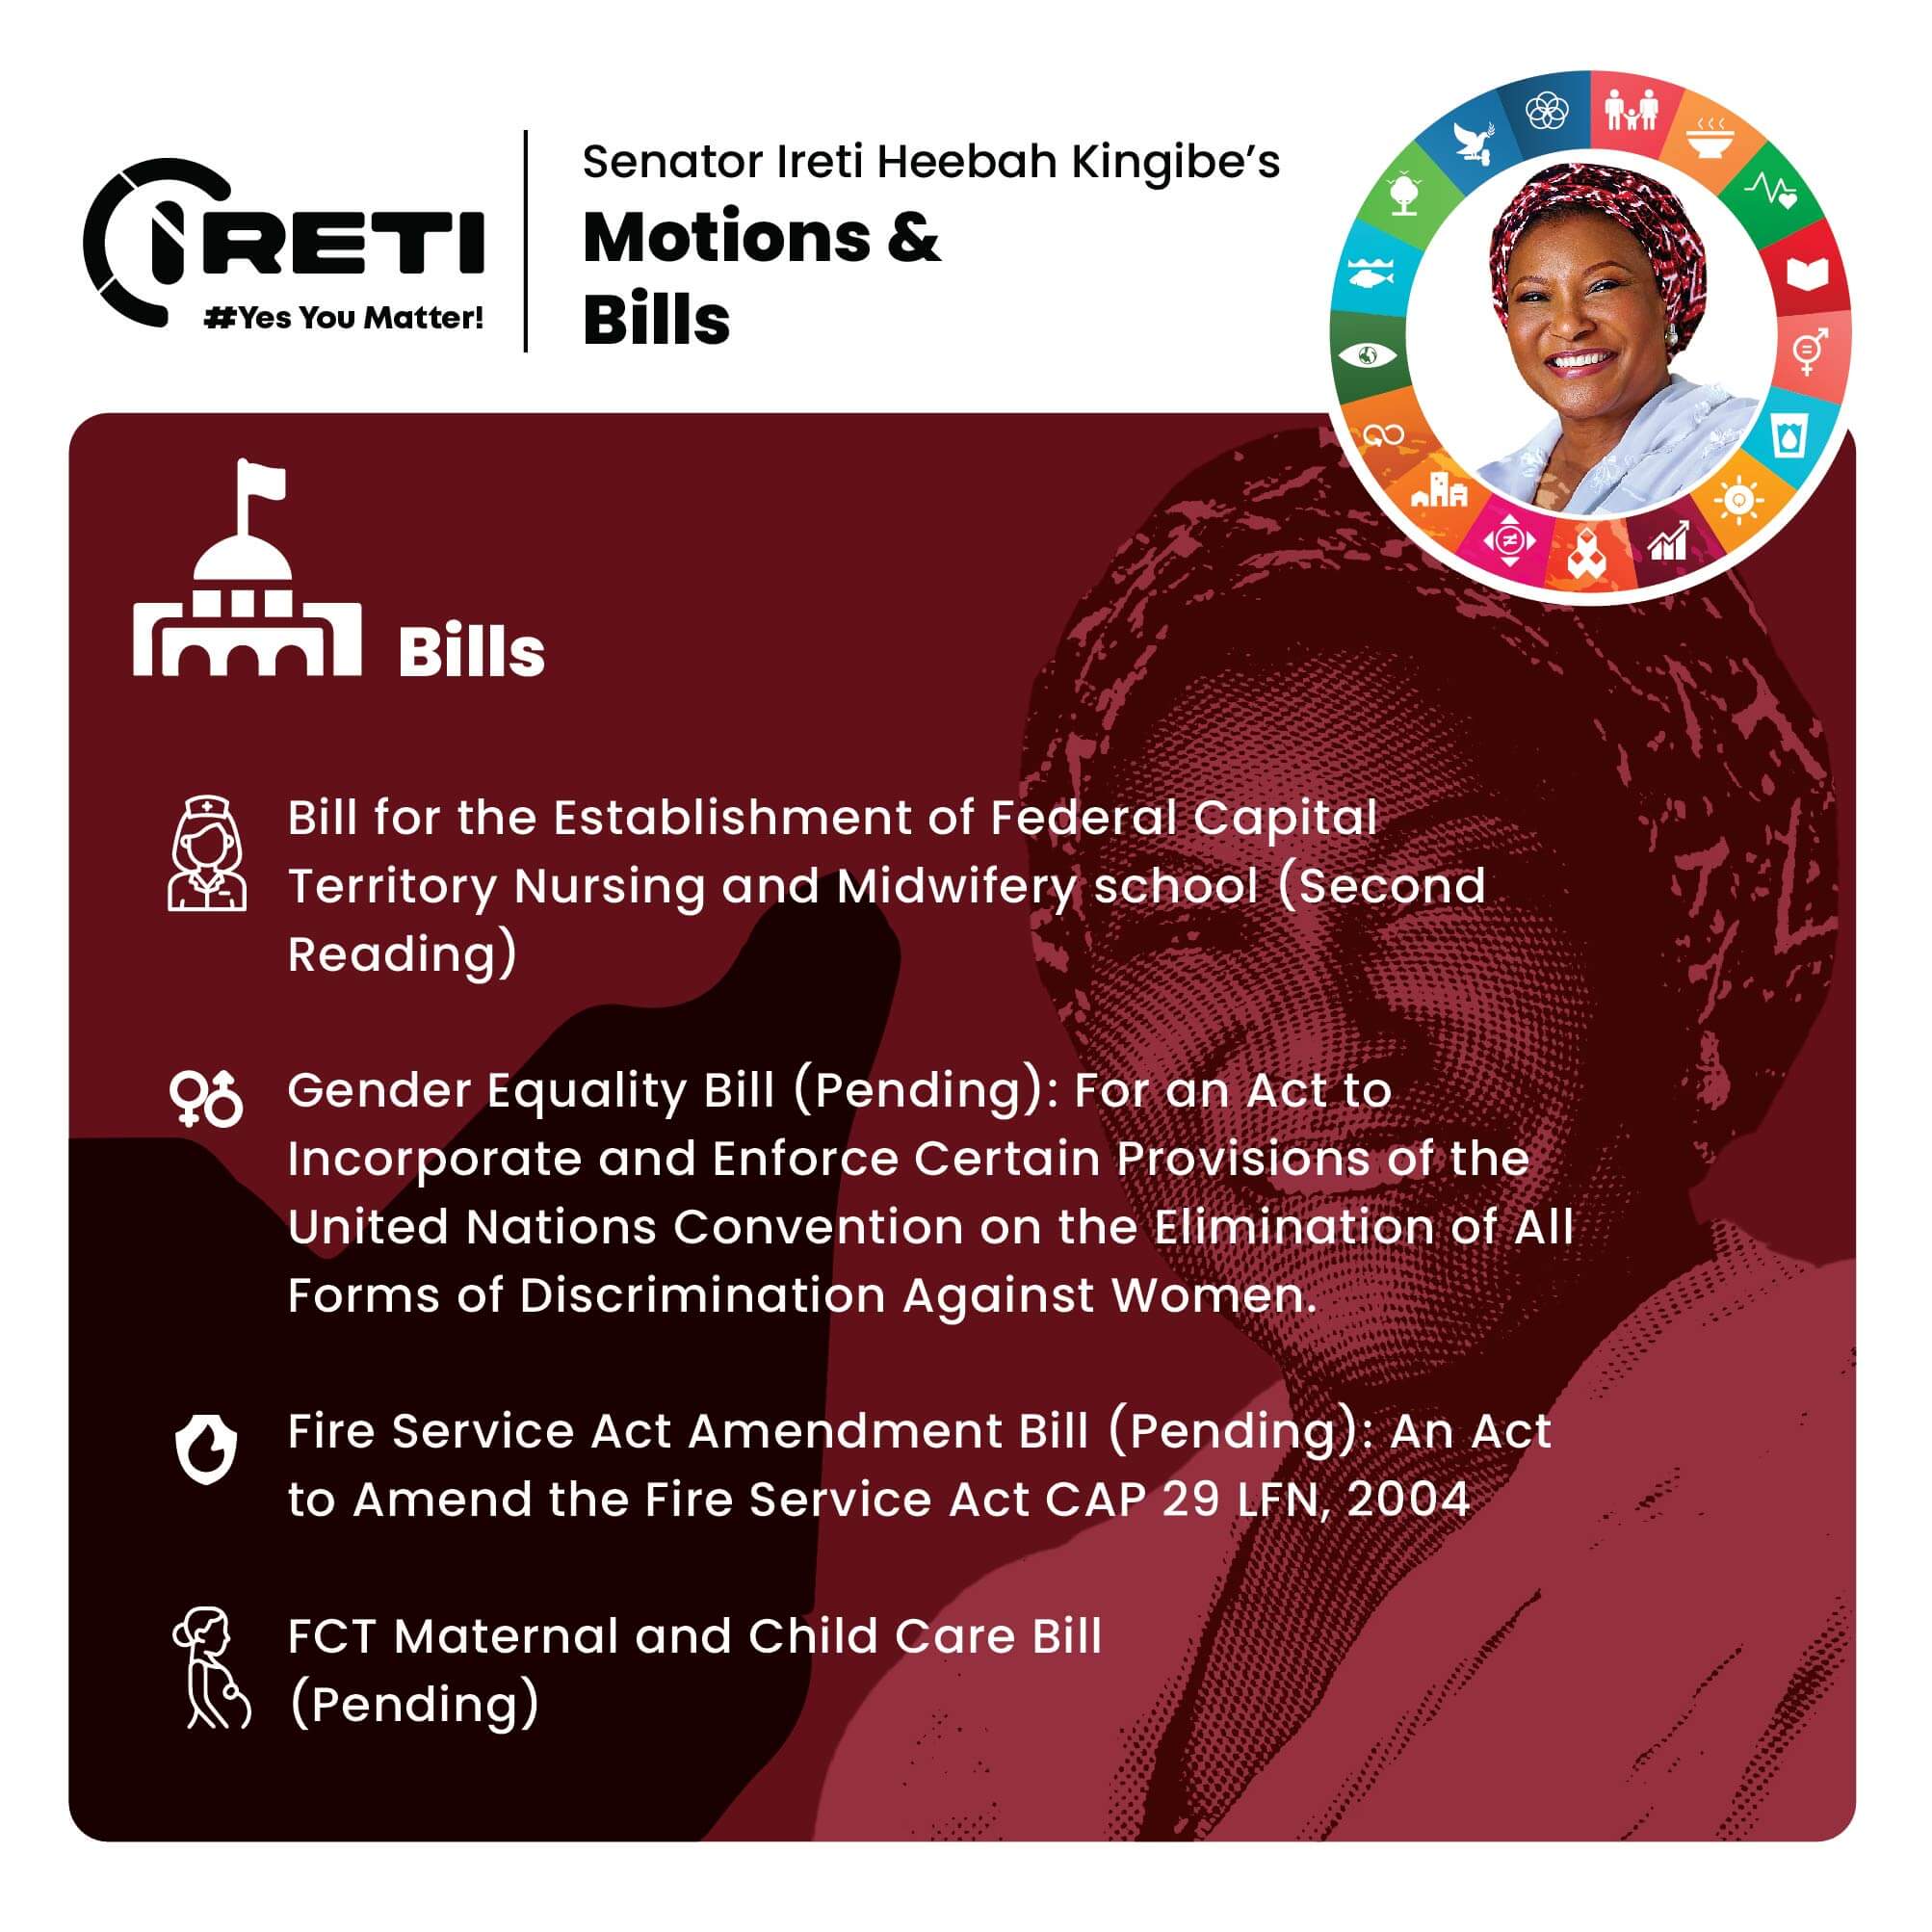 IRETI
#Yes You Matter!
Senator Ireti Heebah Kingibe’s
Motions &
Bills
Bills
Bill for the Establishment of Federal Capital
Territory Nursing and Midwifery school (Second
Reading)
Gender Equality Bill (Pending): For an Act to
Incorporate and Enforce Certain Provisions of the
United Nations Convention on the Elimination of All
Forms of Discrimination Against Women.
Fire Service Act Amendment Bill (Pending): An Act
to Amend the Fire Service Act CAP 29 LFN, 2004
FCT Maternal and Child Care Bill
(Pending)